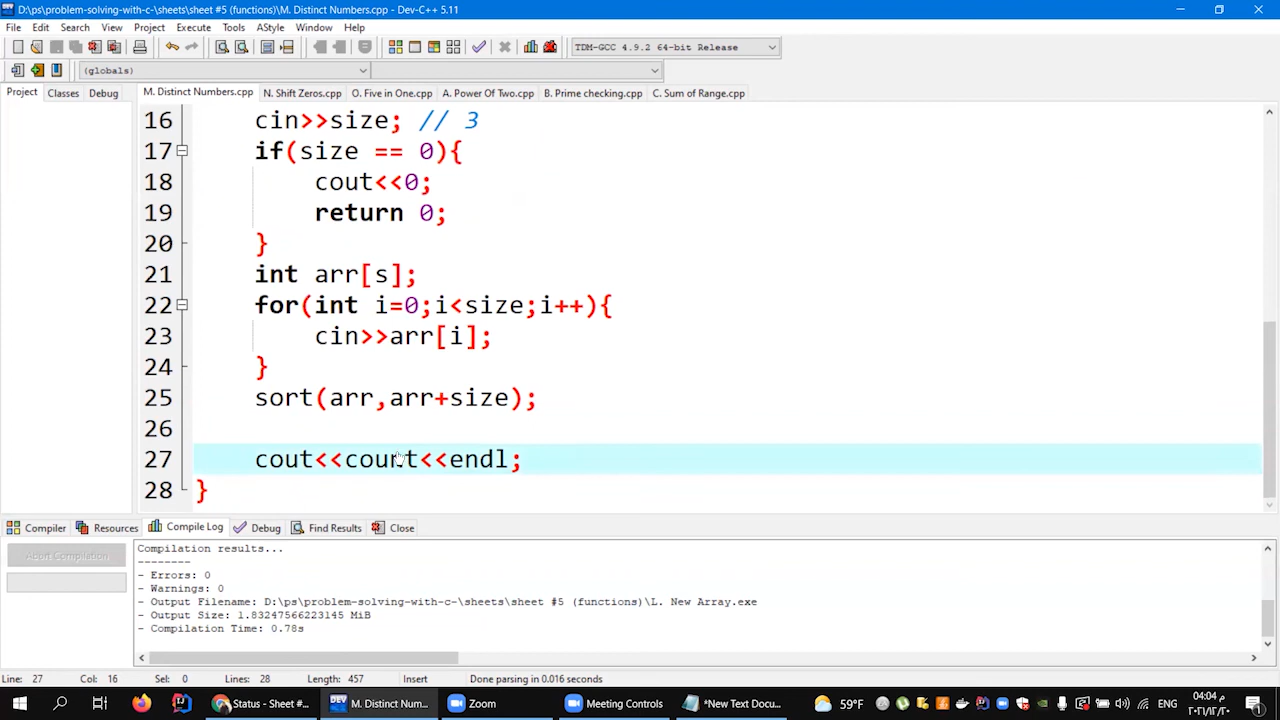 D:\ps\problem-solving-with-c-\sheets\sheet #5 (functions)\M. Distinct Numbers.cpp - Dev-C++ 5.11
File Edit Search View Project Execute Tools AStyle Window Help
TDM-GCC 4.9.2 64-bit Release
(globals)
Project Classes Debug
M. Distinct Numbers.cpp N. Shift Zeros.cpp O. Five in One.cpp A. Power Of Two.cpp B. Prime checking.cpp C. Sum of Range.cpp
16 cin>>size; // 3
17 if(size == 0){
18 cout<<0;
19 return 0;
20 }
21 int arr[s];
22 for(int i=0;i<size;i++){
23 cin>>arr[i];
24 }
25 sort(arr,arr+size);
26
27 cout<<count<<endl;
28 }
Compiler Resources Compile Log Debug Find Results Close
Abort Compilation
Compilation results...
--------
- Errors: 0
- Warnings: 0
- Output Filename: D:\ps\problem-solving-with-c-\sheets\sheet #5 (functions)\L. New Array.exe
- Output Size: 1.83247566223145 MiB
- Compilation Time: 0.78s
Line: 27 Col: 16 Sel: 0 Lines: 28 Length: 457 Insert Done parsing in 0.016 seconds
Status - Sheet #... M. Distinct Num... Zoom Meeting Controls *New Text Docu... 59°F
04:04 م